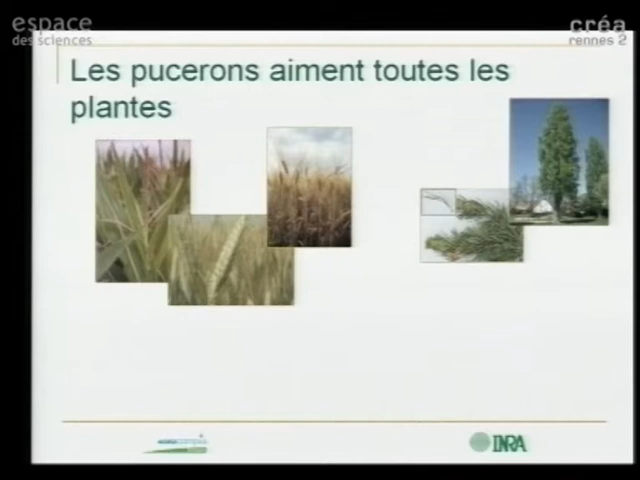 espace
des sciences
créa
rennes 2
Les pucerons aiment toutes les
plantes
INRA